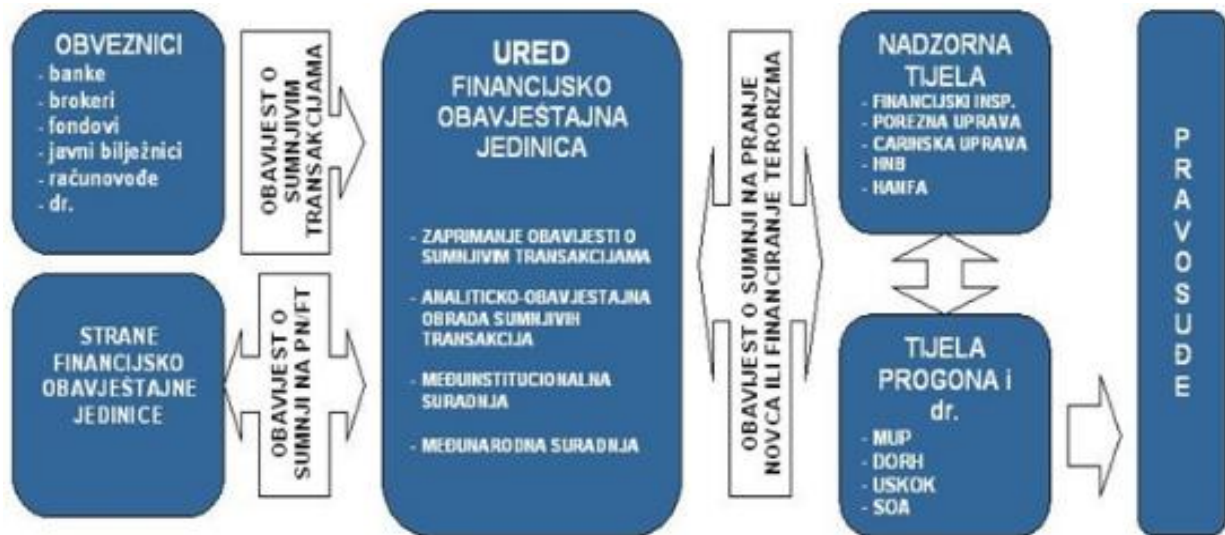 OBVEZNICI
- banke
- brokeri
- fondovi
- javni bilježnici
- računovođe
- dr.
OBAVIJEST O
SUMNJIVIM
TRANSAKCIJAMA
STRANE
FINANCIJSKO
OBAVJEŠTAJNE
JEDINICE
OBAVIJEST O
SUMNJI NA PN/FT
URED
FINANCIJSKO
OBAVJEŠTAJNA
JEDINICA
- ZAPRIMANJE OBAVIJESTI O
SUMNJIVIM TRANSAKCIJAMA
- ANALITIČKO-OBAVJEŠTAJNA
OBRADA SUMNJIVIH
TRANSAKCIJA
- MEĐUINSTITUCIONALNA
SURADNJA
- MEĐUNARODNA SURADNJA
OBAVIJEST O SUMNJI NA PRANJE
NOVCA ILI FINANCIRANJE TERORIZMA
NADZORNA
TIJELA
- FINANCIJSKI INSP.
- POREZNA UPRAVA
- CARINSKA UPRAVA
- HNB
- HANFA
TIJELA
PROGONA i
dr.
- MUP
- DORH
- USKOK
- SOA
PRAVOSUĐE